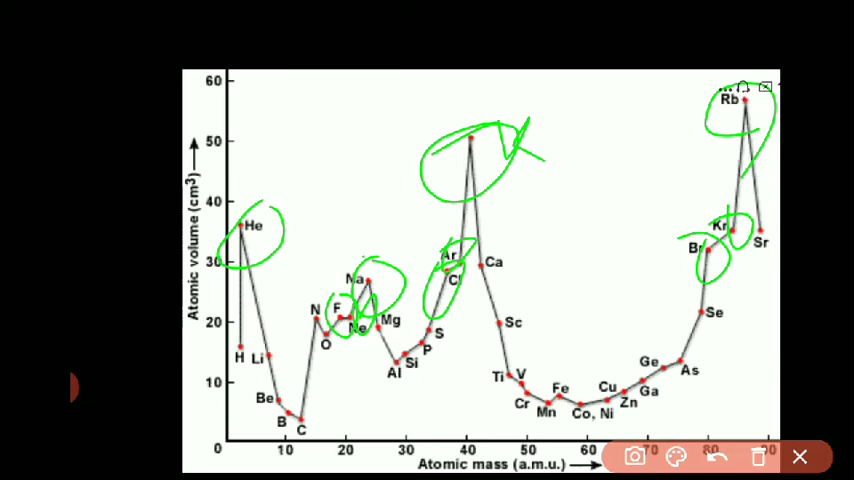 60
Rb
50
K
40
Kr
He
Sr
Ar
Br
30
Ca
Cl
Na
N
F
Mg
Sc
Se
20
Ne
S
O
P
H
Li
Si
Ge
As
Al
Ti
V
10
Be
Fe
Cu
Ga
Cr
Zn
B
C
Mn
Co, Ni
0
10
20
30
40
50
60
70
80
90
Atomic mass (a.m.u.)
Atomic volume (cm³)